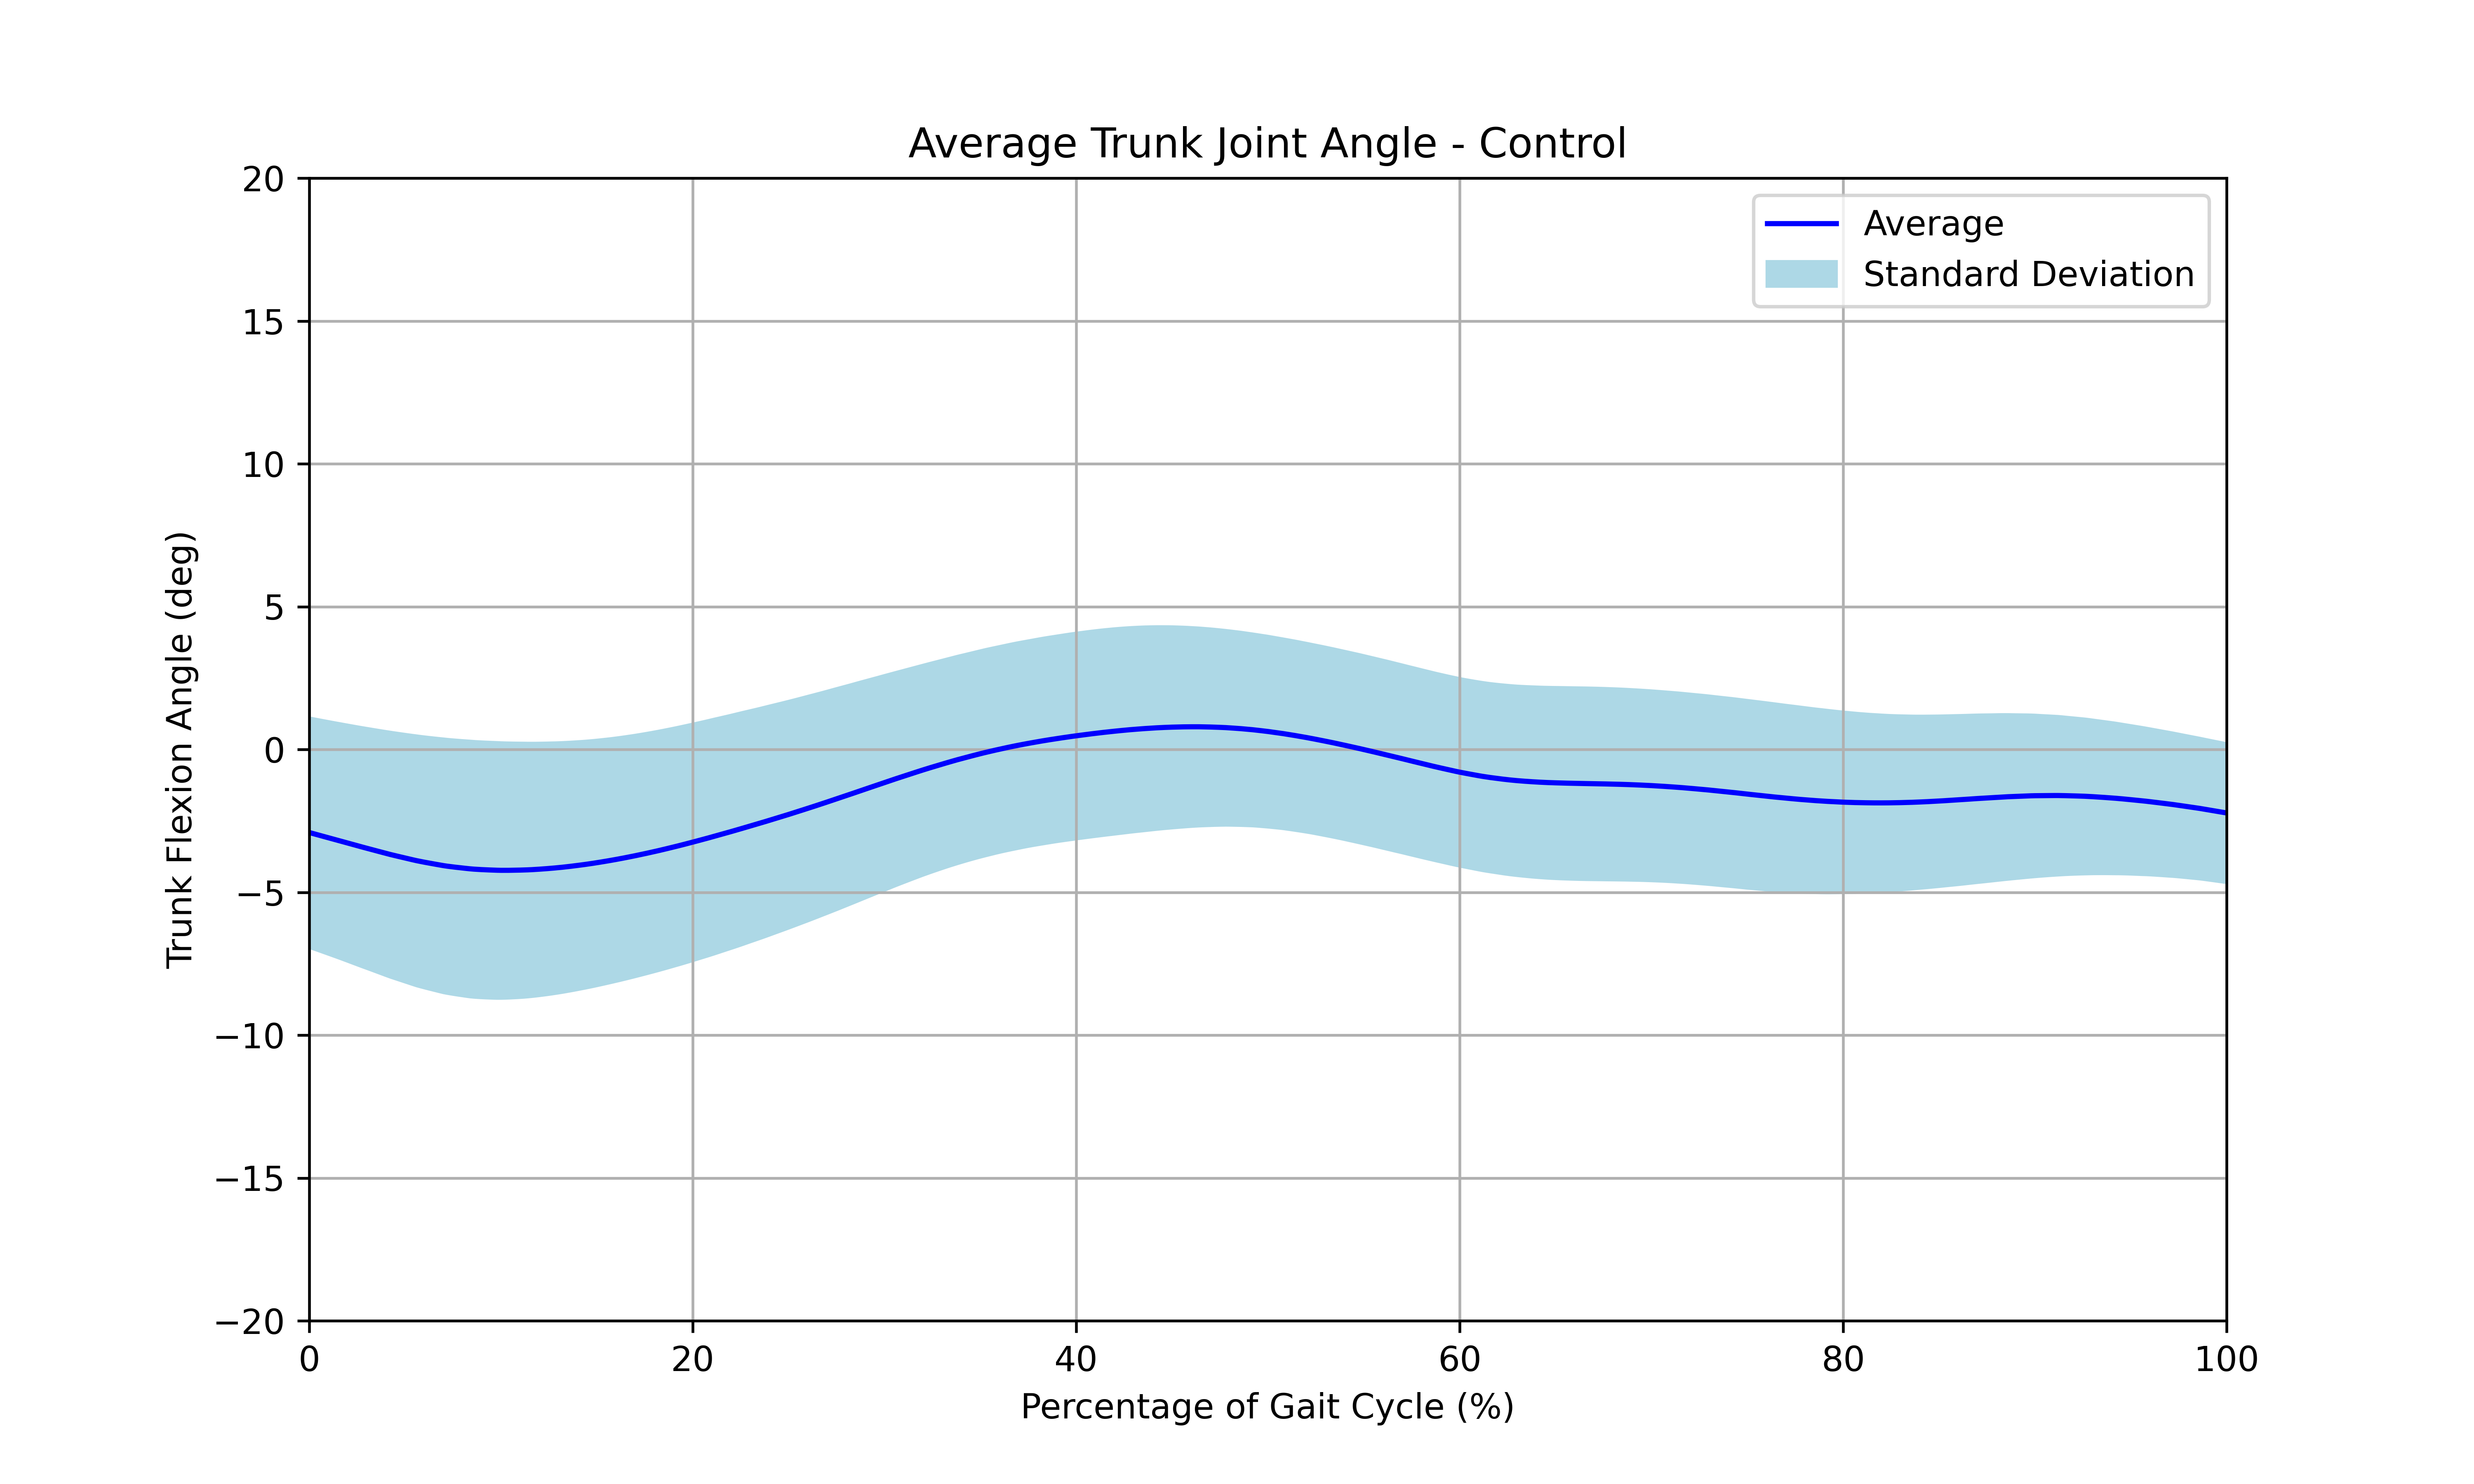 Average Trunk Joint Angle - Control
Average
Standard Deviation
Trunk Flexion Angle (deg)
20
15
10
5
0
−5
−10
−15
−20
0 20 40 60 80 100
Percentage of Gait Cycle (%)